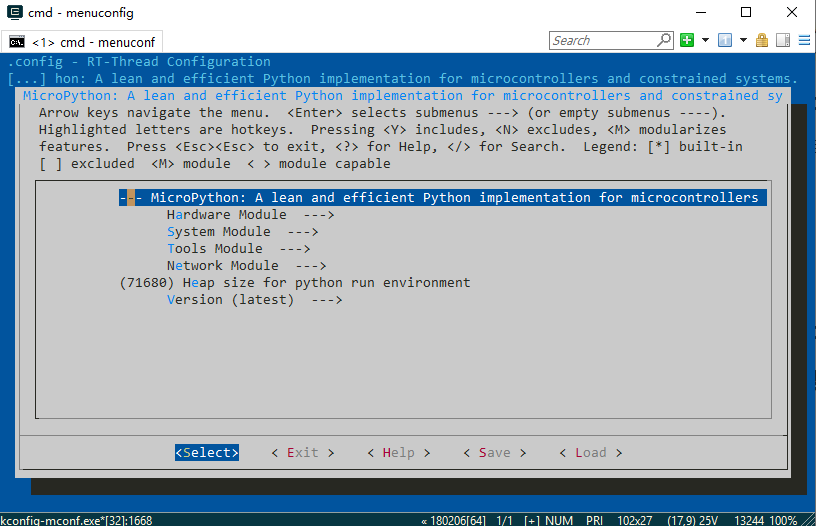 cmd - menuconfig
<1> cmd - menuconf
Search
.config - RT-Thread Configuration
[...] hon: A lean and efficient Python implementation for microcontrollers and constrained systems.
MicroPython: A lean and efficient Python implementation for microcontrollers and constrained sy
Arrow keys navigate the menu. <Enter> selects submenus ---> (or empty submenus ----).
Highlighted letters are hotkeys. Pressing <Y> includes, <N> excludes, <M> modularizes
features. Press <Esc><Esc> to exit, <?> for Help, </> for Search. Legend: [*] built-in
[ ] excluded <M> module < > module capable
--- MicroPython: A lean and efficient Python implementation for microcontrollers
Hardware Module --->
System Module --->
Tools Module --->
Network Module --->
(71680) Heap size for python run environment
Version (latest) --->
<Select> < Exit > < Help > < Save > < Load >
kconfig-mconf.exe*[32]:1668 « 180206[64] 1/1 [+] NUM PRI 102x27 (17,9) 25V 13244 100%